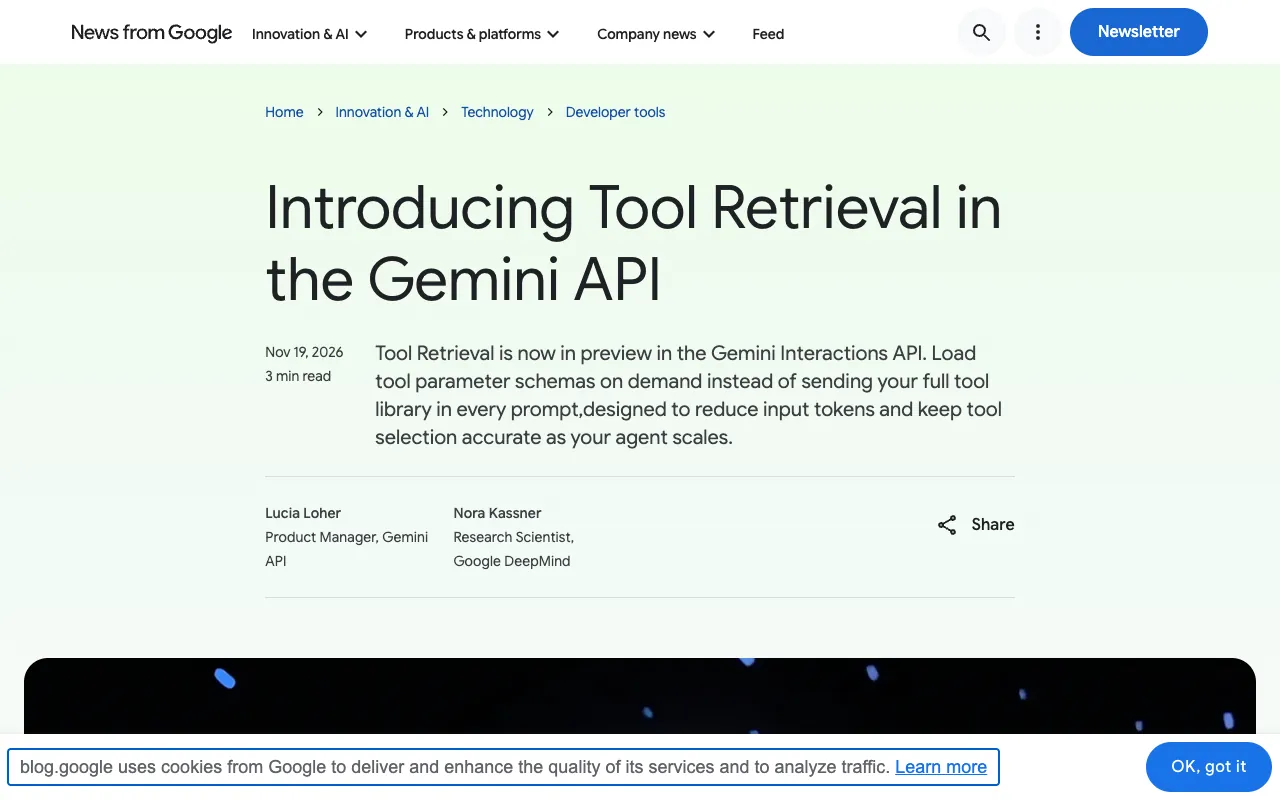 News from Google Innovation & AI Products & platforms Company news Feed Newsletter
Home Innovation & AI Technology Developer tools
Introducing Tool Retrieval in
the Gemini API
Nov 19, 2026
3 min read
Tool Retrieval is now in preview in the Gemini Interactions API. Load
tool parameter schemas on demand instead of sending your full tool
library in every prompt,designed to reduce input tokens and keep tool
selection accurate as your agent scales.
Lucia Loher
Product Manager, Gemini
API
Nora Kassner
Research Scientist,
Google DeepMind
Share
blog.google uses cookies from Google to deliver and enhance the quality of its services and to analyze traffic. Learn more
OK, got it